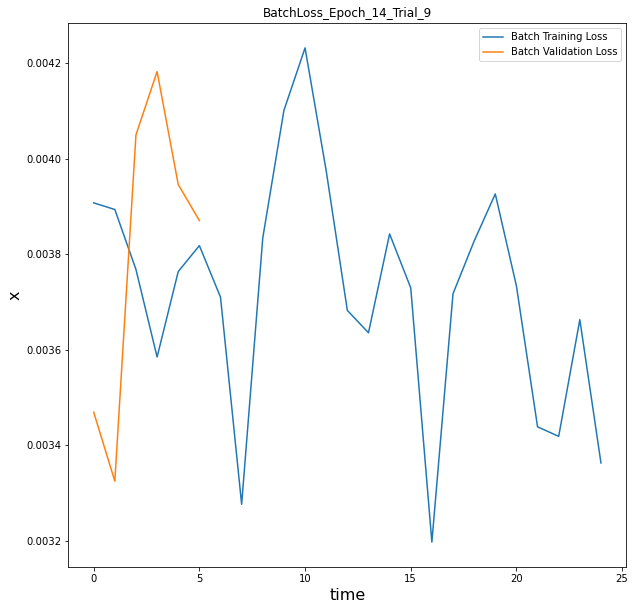 BatchLoss_Epoch_14_Trial_9
Batch Training Loss
Batch Validation Loss
0.0042
0.0040
0.0038
0.0036
0.0034
0.0032
x
0 5 10 15 20 25
time